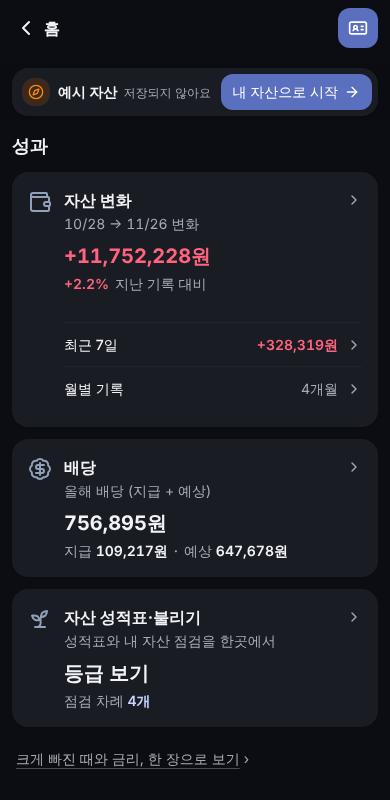 홈
예시 자산 저장되지 않아요 내 자산으로 시작 →
성과
자산 변화
10/28 → 11/26 변화
+11,752,228원
+2.2% 지난 기록 대비
최근 7일 +328,319원
월별 기록 4개월
배당
올해 배당 (지급 + 예상)
756,895원
지급 109,217원 · 예상 647,678원
자산 성적표·불리기
성적표와 내 자산 점검을 한곳에서
등급 보기
점검 차례 4개
크게 빠진 때와 금리, 한 장으로 보기 ›